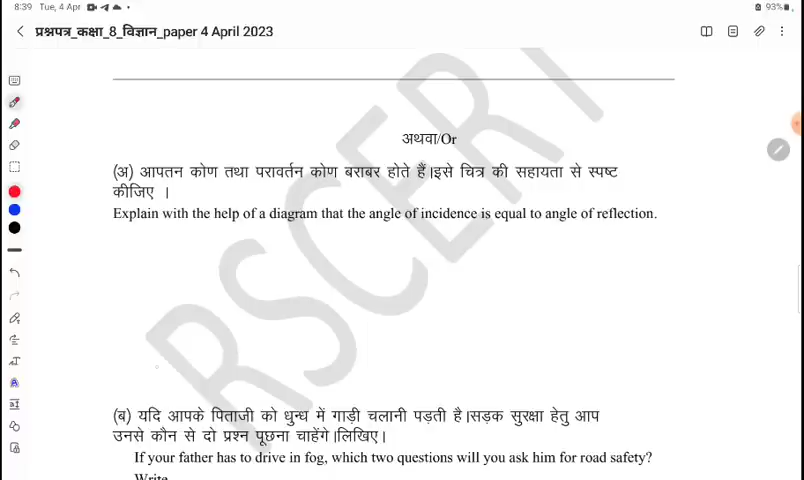 8:39 Tue, 4 Apr
93%
प्रश्नपत्र_कक्षा_8_विज्ञान_paper 4 April 2023
RSCERT
अथवा/Or
(अ) आपतन कोण तथा परावर्तन कोण बराबर होते हैं।इसे चित्र की सहायता से स्पष्ट
कीजिए ।
Explain with the help of a diagram that the angle of incidence is equal to angle of reflection.
(ब) यदि आपके पिताजी को धुन्ध में गाड़ी चलानी पड़ती है।सड़क सुरक्षा हेतु आप
उनसे कौन से दो प्रश्न पूछना चाहेंगे।लिखिए।
If your father has to drive in fog, which two questions will you ask him for road safety?
Write